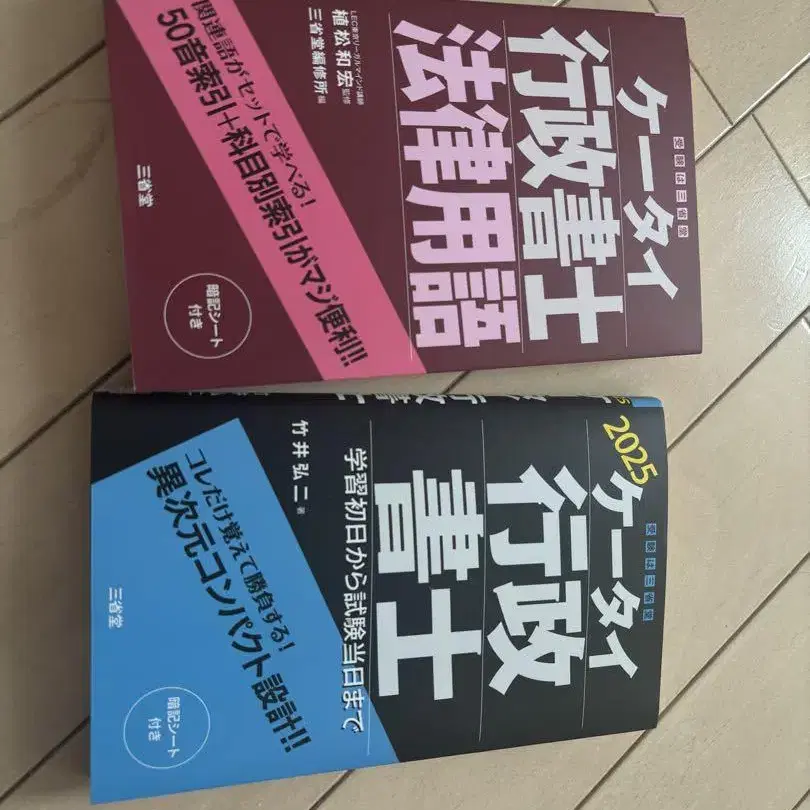 受験は三省堂
ケータイ
行政書士
法律用語
LEC東京リーガルマインド講師
植松和宏 監修
三省堂編修所 編
関連語がセットで学べる!
50音索引+科目別索引がマジ便利!!
暗記シート
付き
三省堂
2025
受験は三省堂
ケータイ
行政
書士
学習初日から試験当日まで
竹井弘二 著
コレだけ覚えて勝負する!
異次元コンパクト設計!!
暗記シート
付き
三省堂